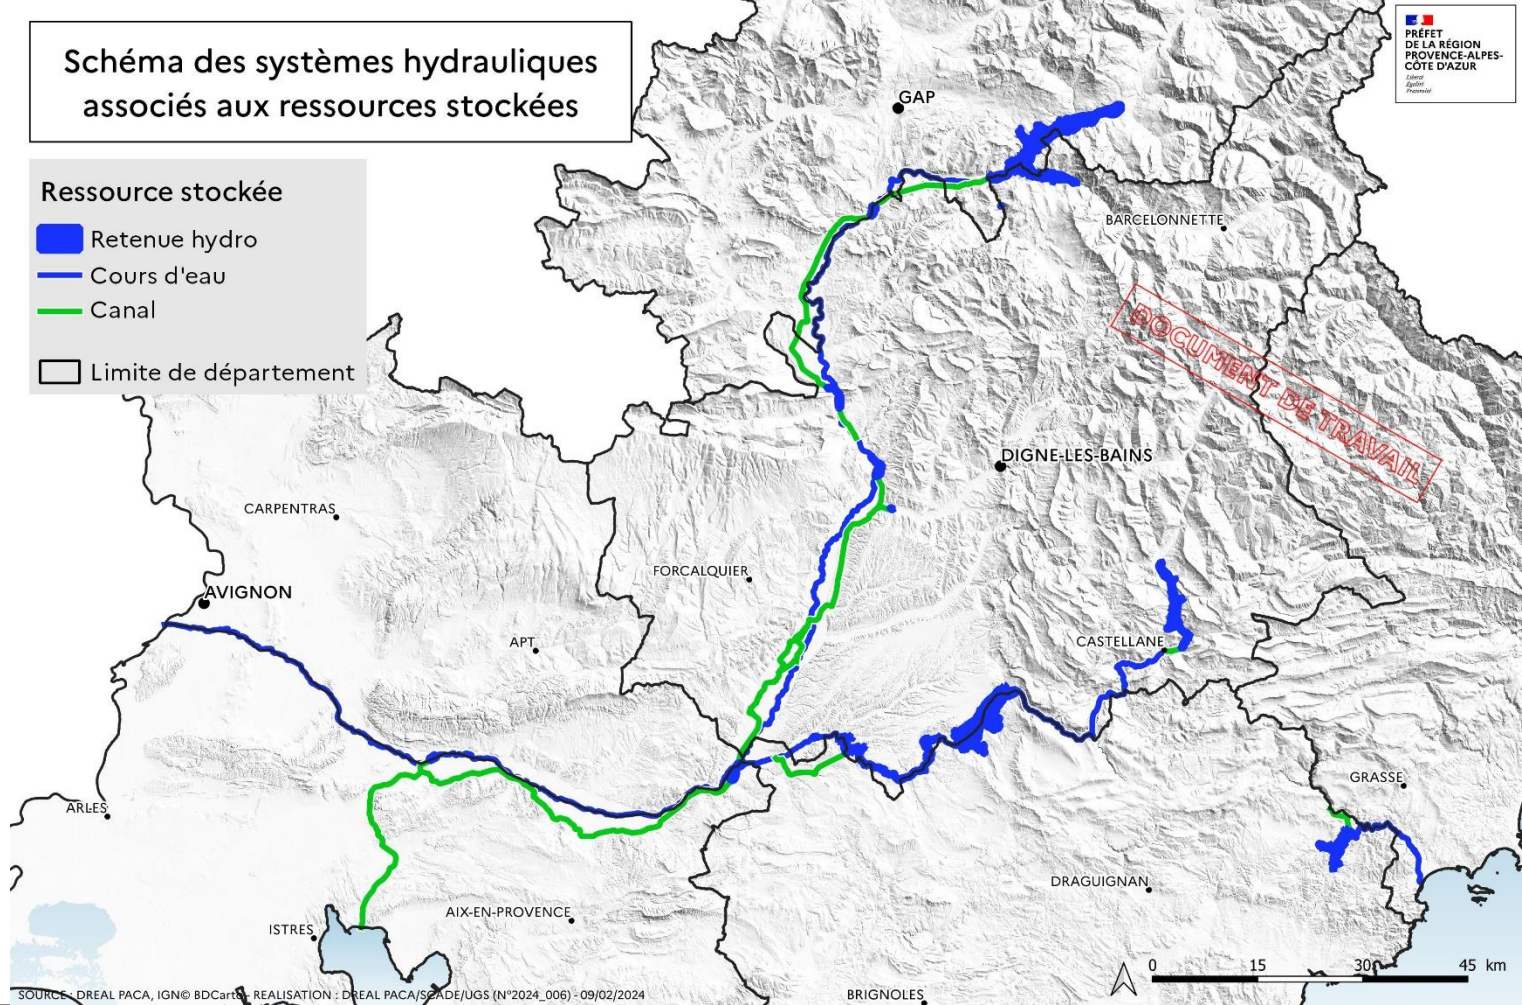 Schéma des systèmes hydrauliques
associés aux ressources stockées
PRÉFET
DE LA RÉGION
PROVENCE-ALPES-
CÔTE D'AZUR
Liberté
Égalité
Fraternité
Ressource stockée
Retenue hydro
Cours d'eau
Canal
Limite de département
GAP
BARCELONNETTE
DOCUMENT DE TRAVAIL
DIGNE-LES-BAINS
CARPENTRAS
FORCALQUIER
AVIGNON
APT
CASTELLANE
GRASSE
ARLES
DRAGUIGNAN
AIX-EN-PROVENCE
ISTRES
0 15 30 45 km
SOURCE : DREAL PACA, IGN© BDCarto - REALISATION : DREAL PACA/SCADE/UGS (N°2024_006) - 09/02/2024
BRIGNOLES